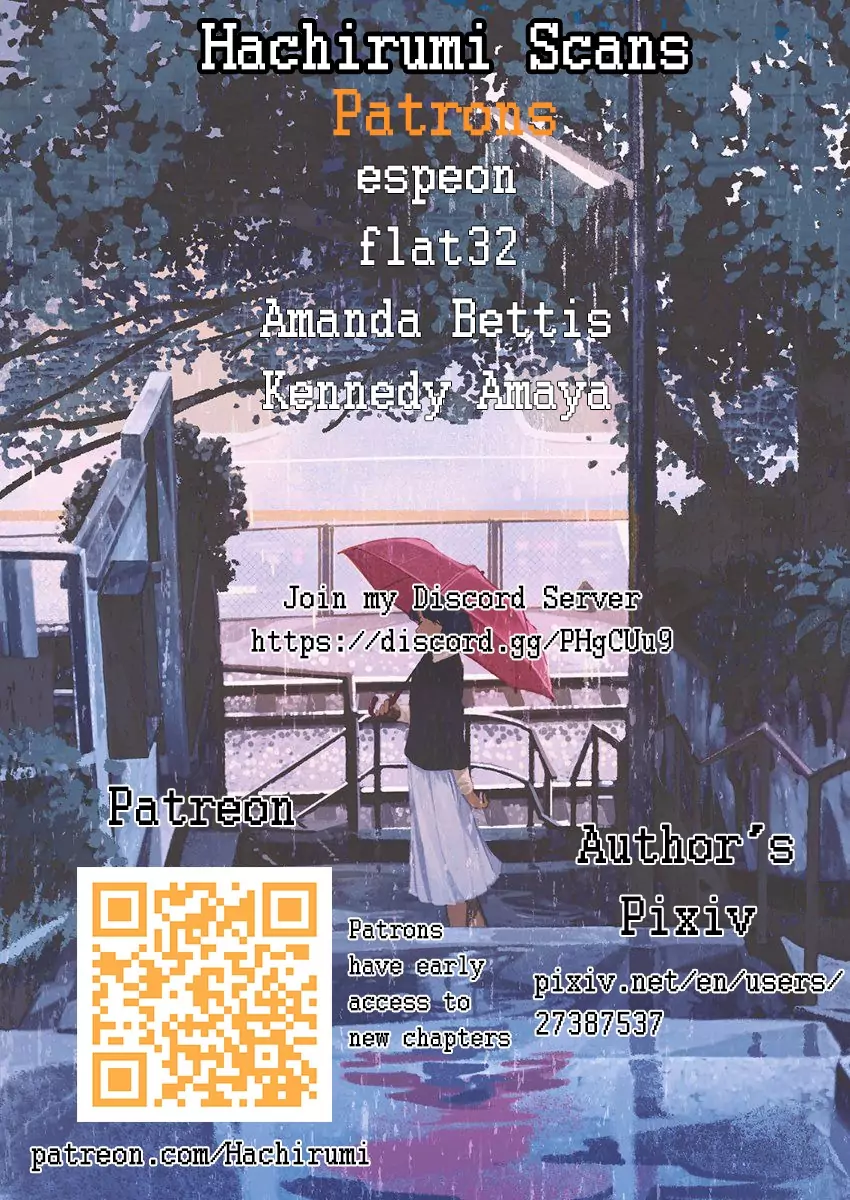 Hachirumi Scans
Patrons
espeon
flat32
Amanda Bettis
Kennedy Amaya
Join my Discord Server
https://discord.gg/PHgCUu9
Patreon
Patrons
have early
access to
new chapters
patreon.com/Hachirumi
Author's
Pixiv
pixiv.net/en/users/
27387537